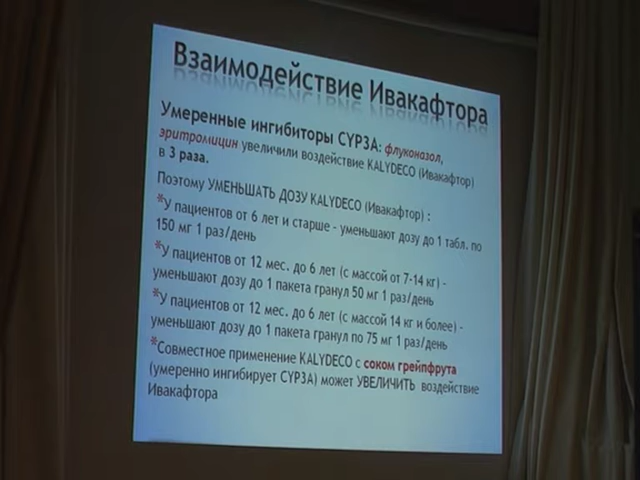 Взаимодействие Ивакафтора
Умеренные ингибиторы CYP3A: флуконазол,
эритромицин увеличили воздействие KALYDECO (Ивакафтор)
в 3 раза.
Поэтому УМЕНЬШАТЬ ДОЗУ KALYDECO (Ивакафтор) :
*У пациентов от 6 лет и старше - уменьшают дозу до 1 табл. по
150 мг 1 раз/день
*У пациентов от 12 мес. до 6 лет (с массой от 7-14 кг) -
уменьшают дозу до 1 пакета гранул 50 мг 1 раз/день
*У пациентов от 12 мес. до 6 лет (с массой 14 кг и более) -
уменьшают дозу до 1 пакета гранул по 75 мг 1 раз/день
*Совместное применение KALYDECO с соком грейпфрута
(умеренно ингибирует CYP3A) может УВЕЛИЧИТЬ воздействие
Ивакафтора